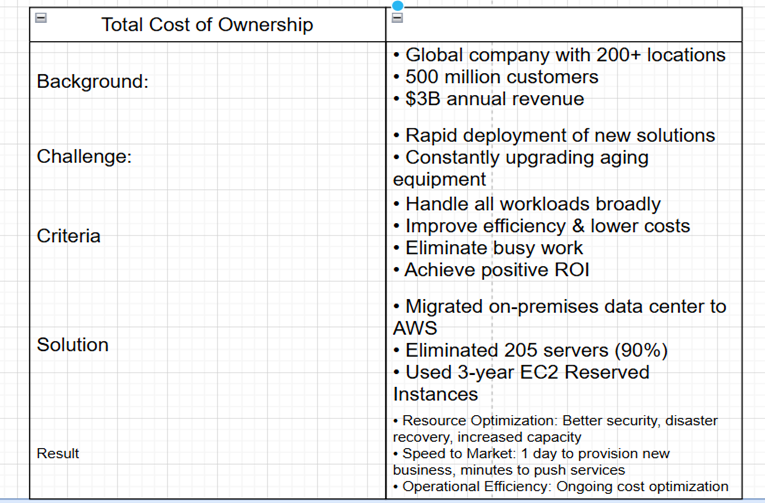 Total Cost of Ownership
Background:
• Global company with 200+ locations
• 500 million customers
• $3B annual revenue
Challenge:
• Rapid deployment of new solutions
• Constantly upgrading aging
equipment
Criteria
• Handle all workloads broadly
• Improve efficiency & lower costs
• Eliminate busy work
• Achieve positive ROI
Solution
• Migrated on-premises data center to
AWS
• Eliminated 205 servers (90%)
• Used 3-year EC2 Reserved
Instances
Result
• Resource Optimization: Better security, disaster
recovery, increased capacity
• Speed to Market: 1 day to provision new
business, minutes to push services
• Operational Efficiency: Ongoing cost optimization